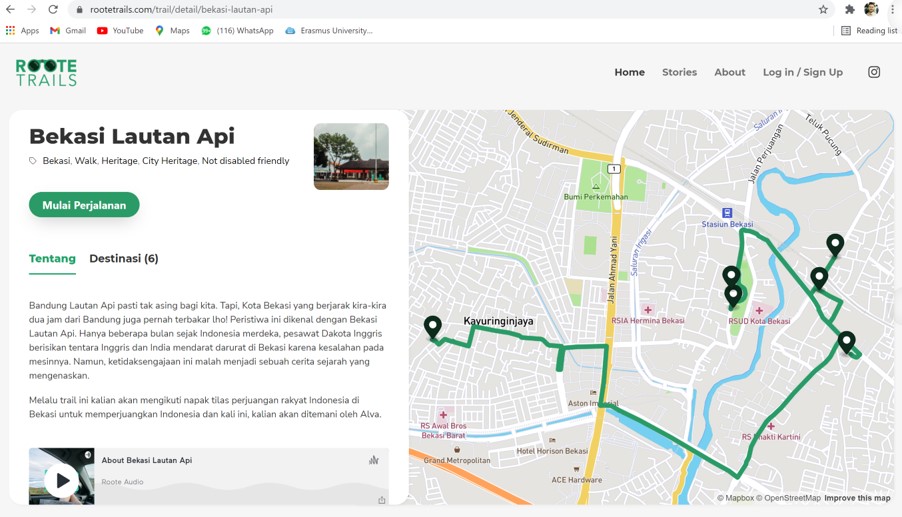 rootetrails.com/trail/detail/bekasi-lautan-api
Apps Gmail YouTube Maps (116) WhatsApp Erasmus University... Reading list
ROOTE
TRAILS
Home Stories About Log in / Sign Up
Bekasi Lautan Api
Bekasi, Walk, Heritage, City Heritage, Not disabled friendly
Mulai Perjalanan
Tentang Destinasi (6)
Bandung Lautan Api pasti tak asing bagi kita. Tapi, Kota Bekasi yang berjarak kira-kira
dua jam dari Bandung juga pernah terbakar lho! Peristiwa ini dikenal dengan Bekasi
Lautan Api. Hanya beberapa bulan sejak Indonesia merdeka, pesawat Dakota Inggris
berisikan tentara Inggris dan India mendarat darurat di Bekasi karena kesalahan pada
mesinnya. Namun, ketidaksengajaan ini malah menjadi sebuah cerita sejarah yang
mengenaskan.
Melalu trail ini kalian akan mengikuti napak tilas perjuangan rakyat Indonesia di
Bekasi untuk memperjuangkan Indonesia dan kali ini, kalian akan ditemani oleh Alva.
About Bekasi Lautan Api
Roote Audio
Jenderal Sudirman
Saluran I
Teluk Pucung
Jalan Perjuangan
1
Bumi Perkemahan
Stasiun Bekasi
Jalan Ahmad Yani
Saluran Irigasi
Kayuringinjaya
RSIA Hermina Bekasi
RSUD Kota Bekasi
Aston Imperial
RS Awal Bros
Bekasi Barat
RS Bhakti Kartini
Hotel Horison Bekasi
Grand Metropolitan
ACE Hardware
© Mapbox © OpenStreetMap Improve this map